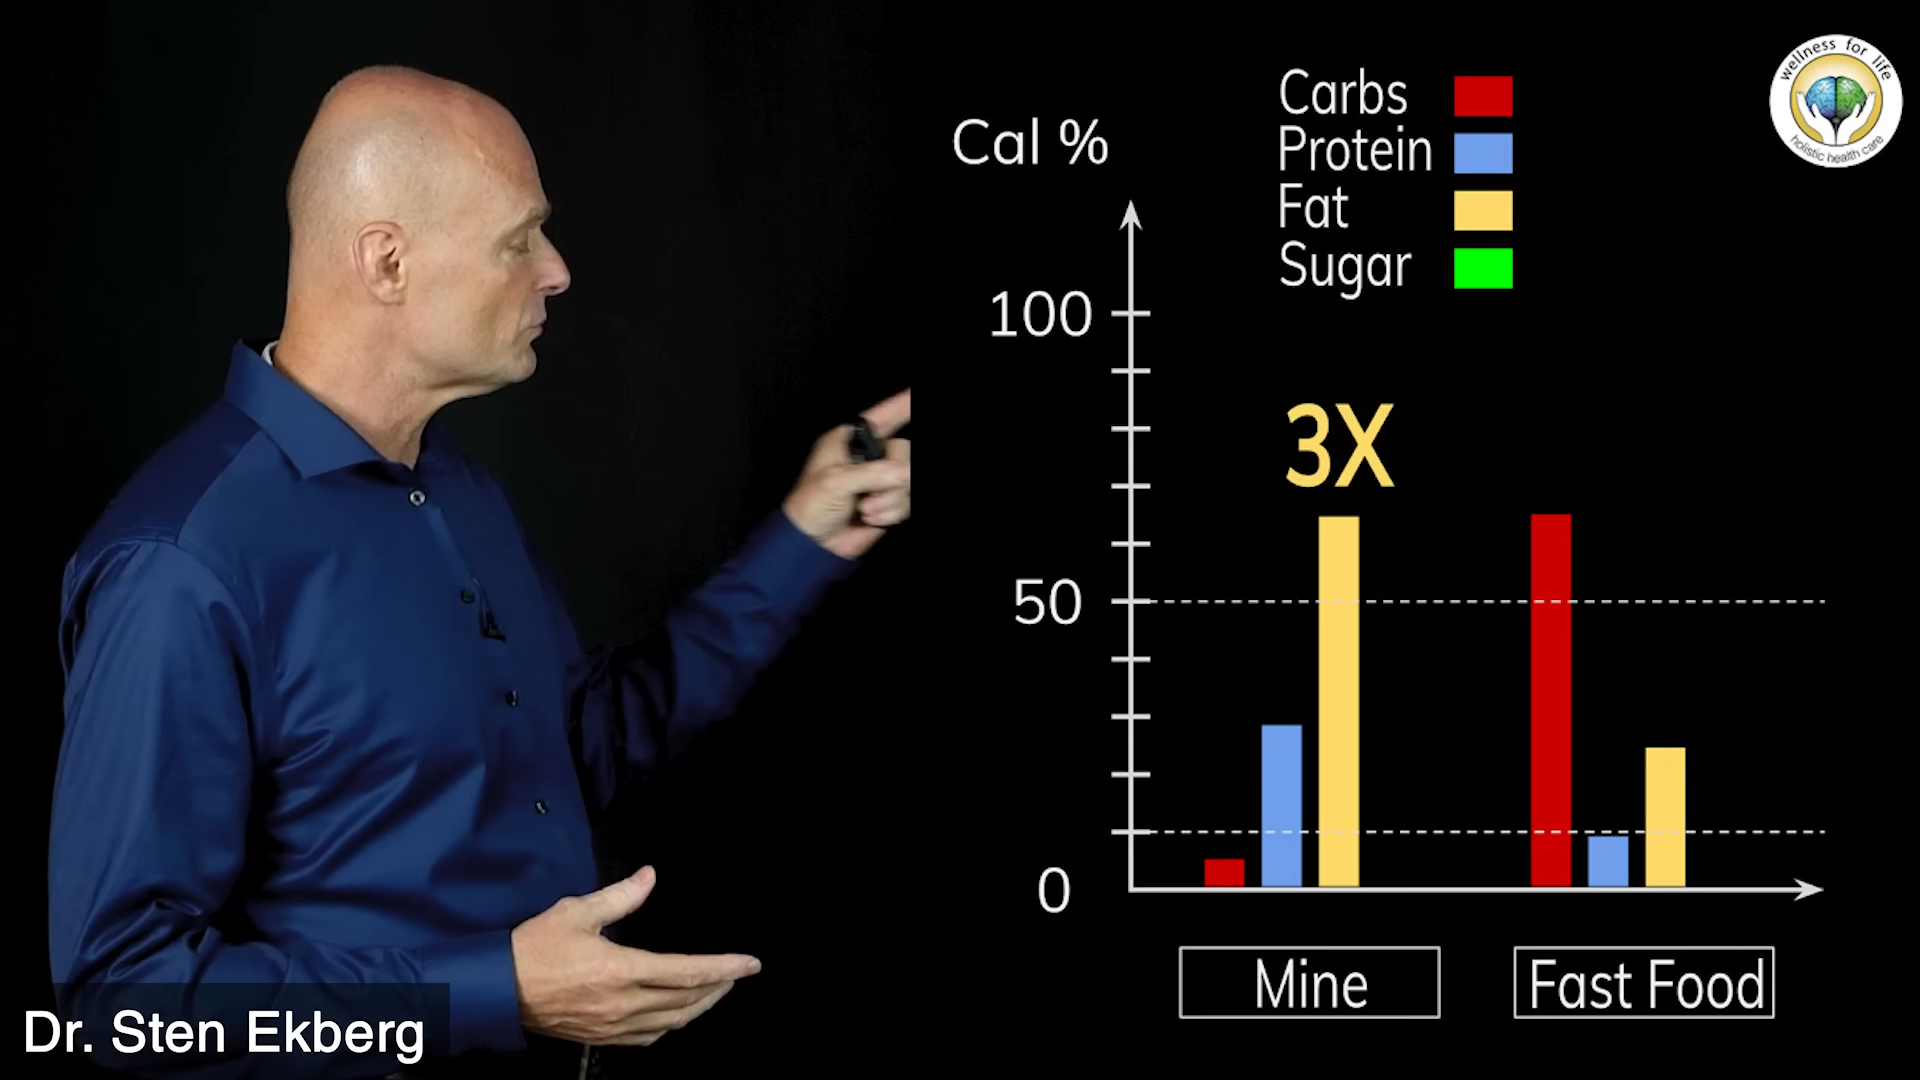 wellness for life
holistic health care
Carbs
Protein
Fat
Sugar
Cal %
100
3X
50
0
Mine
Fast Food
Dr. Sten Ekberg